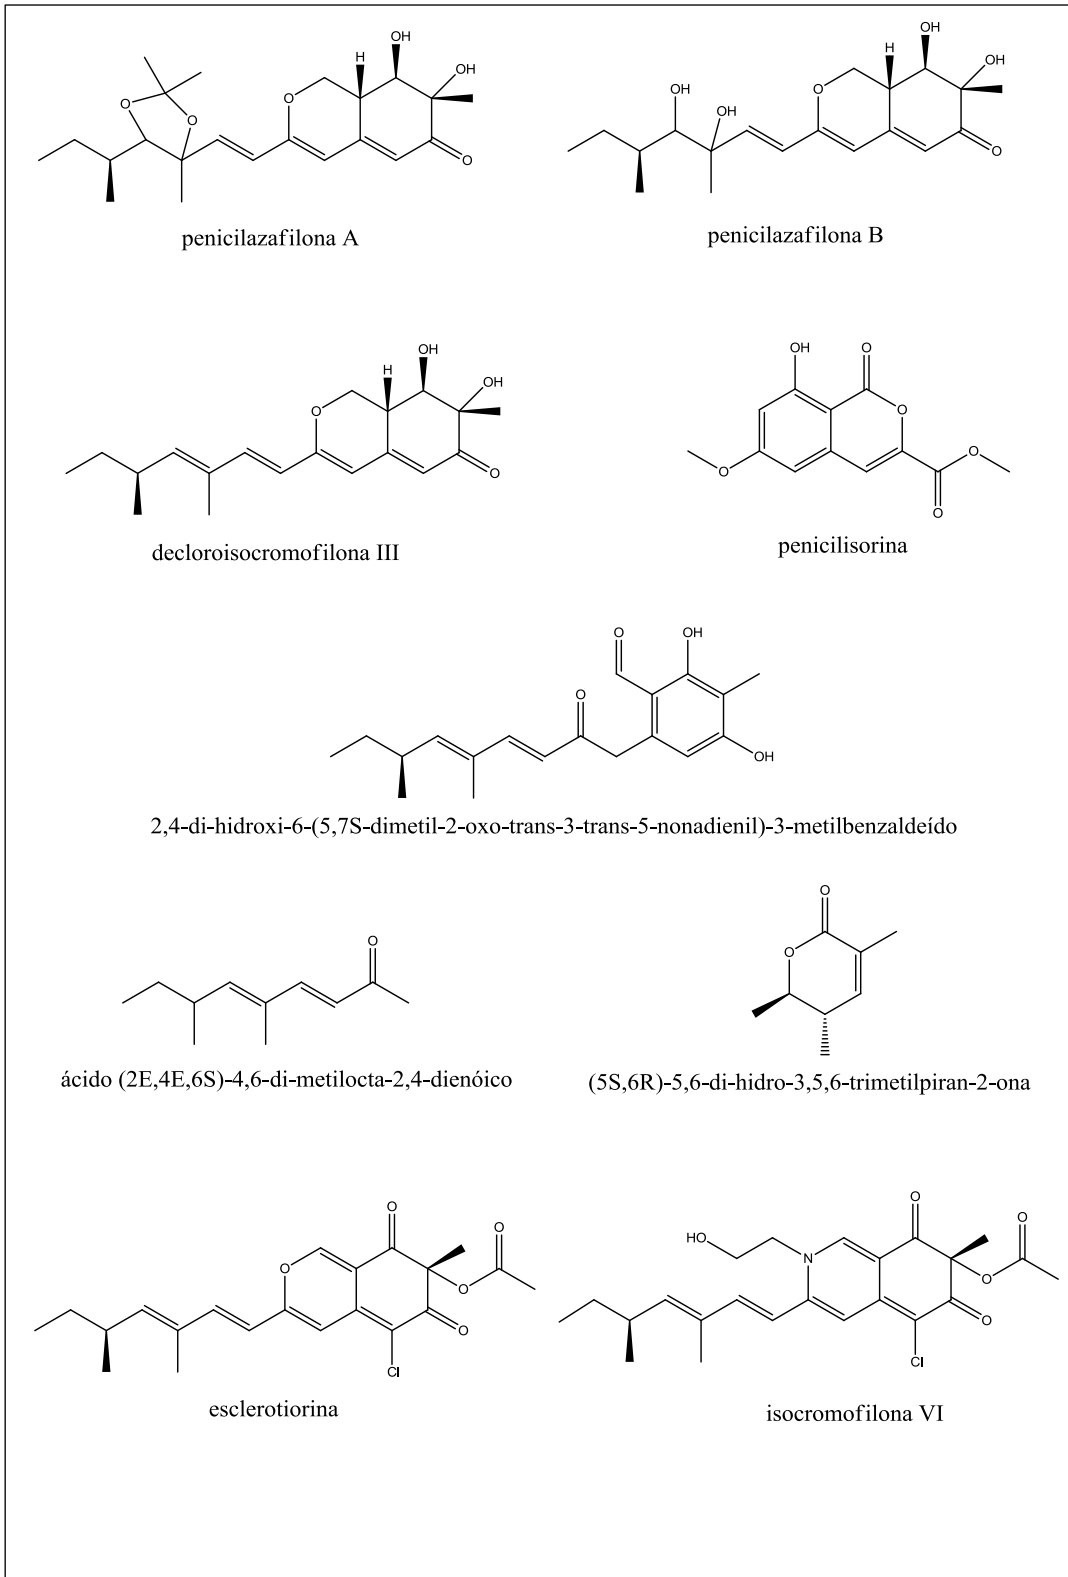 OH
H
OH
O
O
O
O
penicilazafilona A
OH
H
OH
OH
OH
O
O
penicilazafilona B
OH
H
OH
O
O
decloroisocromofilona III
OH
O
O
O
O
O
penicilisorina
O
OH
O
OH
2,4-di-hidroxi-6-(5,7S-dimetil-2-oxo-trans-3-trans-5-nonadienil)-3-metilbenzaldeído
O
ácido (2E,4E,6S)-4,6-di-metilocta-2,4-dienóico
O
O
(5S,6R)-5,6-di-hidro-3,5,6-trimetilpiran-2-ona
O
O
O
O
O
Cl
esclerotiorina
O
O
HO
N
O
O
Cl
isocromofilona VI